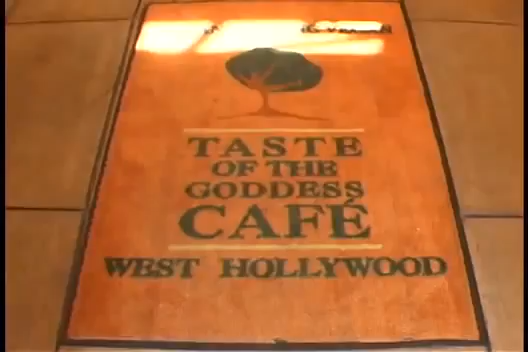 TASTE
OF THE
GODDESS
CAFÉ
WEST HOLLYWOOD